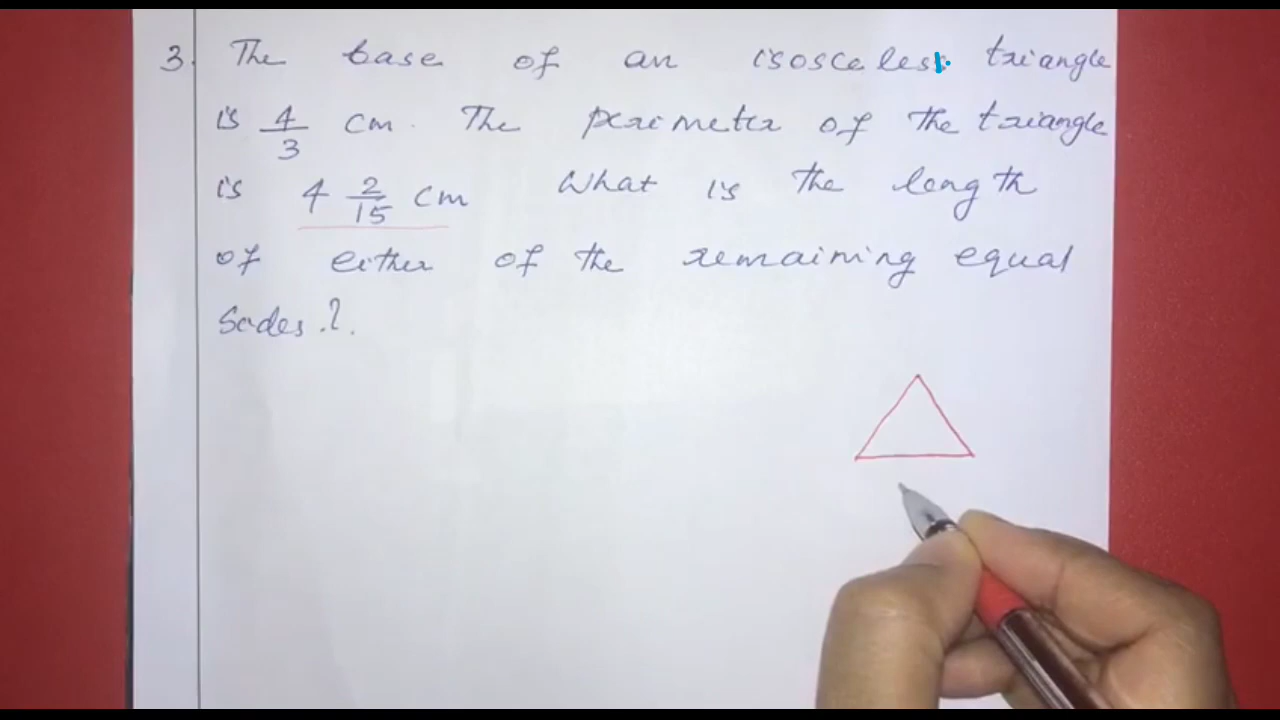 3. The base of an isosceles triangle
is 4/3 cm. The perimeter of the triangle
is 4 2/15 cm What is the length
of either of the remaining equal
Sades.?.